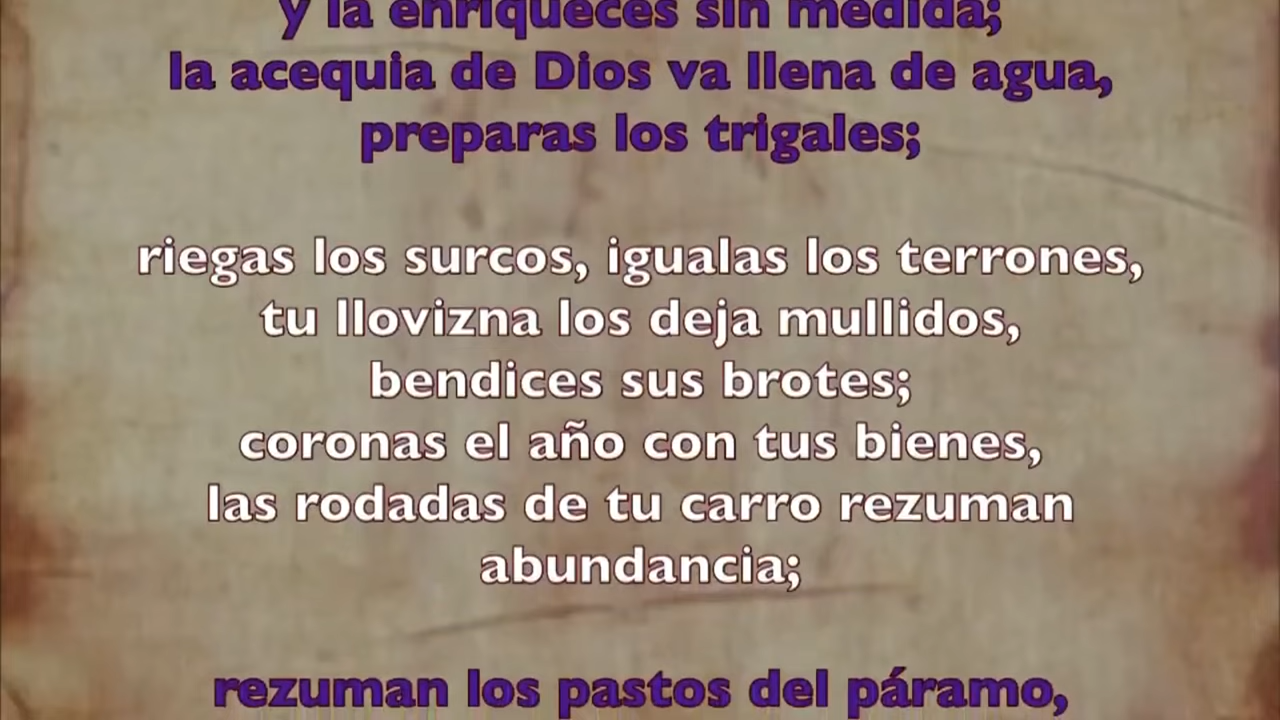 y la enriqueces sin medida;
la acequia de Dios va llena de agua,
preparas los trigales;
riegas los surcos, igualas los terrones,
tu llovizna los deja mullidos,
bendices sus brotes;
coronas el año con tus bienes,
las rodadas de tu carro rezuman
abundancia;
rezuman los pastos del páramo,